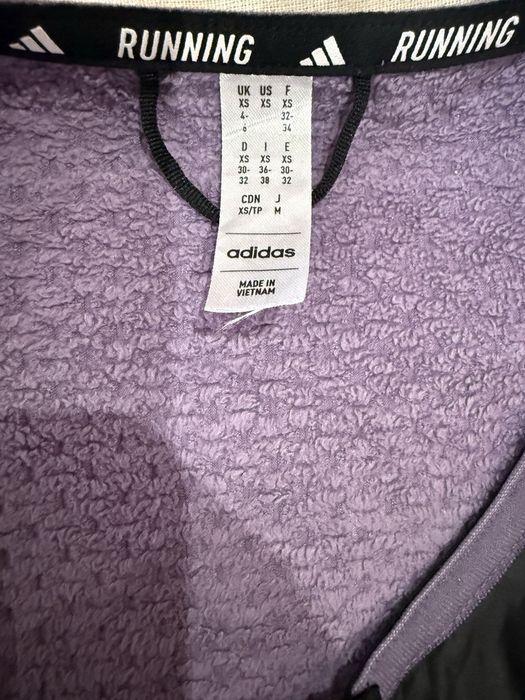 RUNNING RUNNING
UK US F
XS XS XS
4- 32-
6 34
D I E
XS XS XS
30- 36- 30-
32 38 32
CDN J
XS/TP M
adidas
MADE IN
VIETNAM